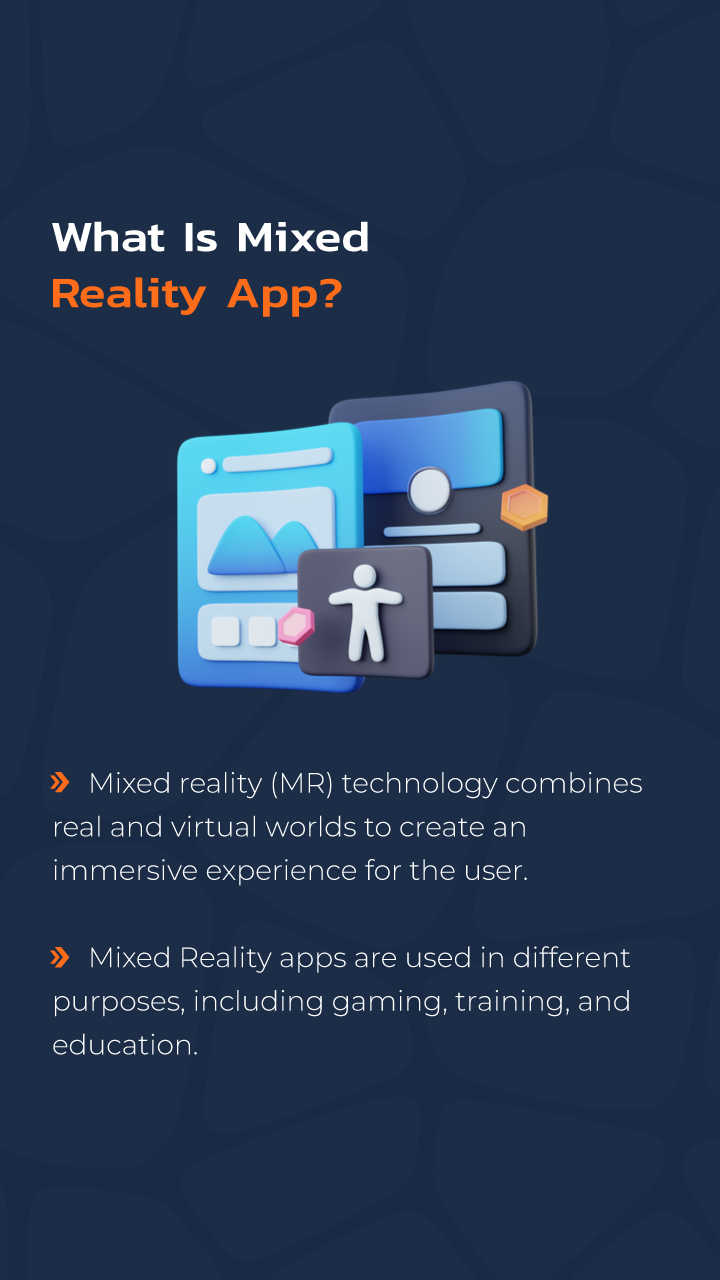 What Is Mixed
Reality App?
Mixed reality (MR) technology combines
real and virtual worlds to create an
immersive experience for the user.
Mixed Reality apps are used in different
purposes, including gaming, training, and
education.